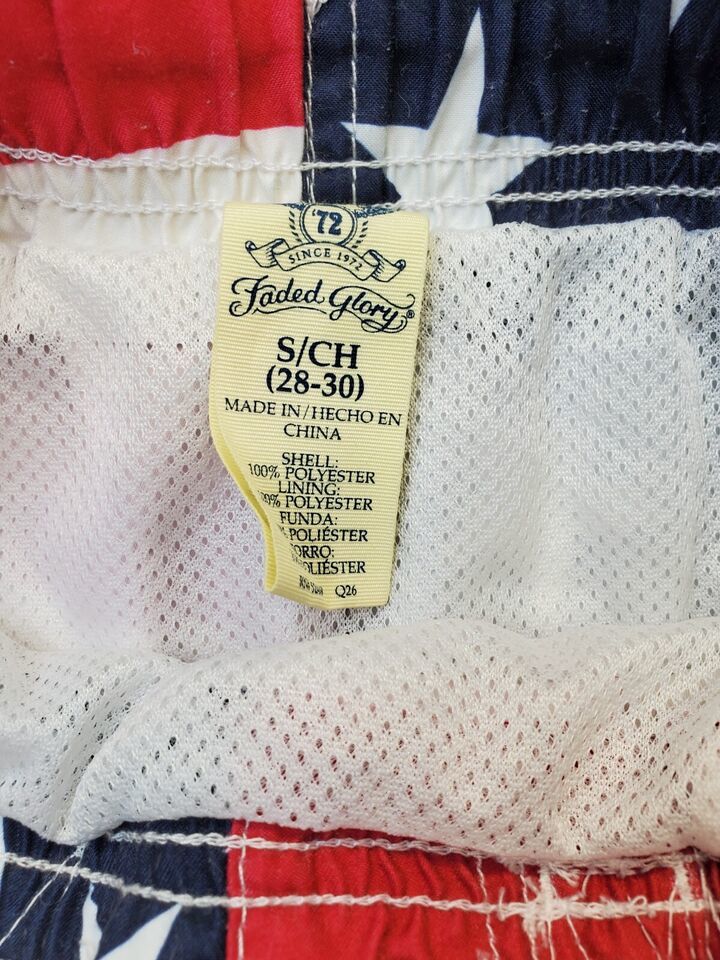 '72
SINCE 1972
Faded Glory®
S/CH
(28-30)
MADE IN/HECHO EN
CHINA
SHELL:
100% POLYESTER
LINING:
POLYESTER
FUNDA:
POLIÉSTER
POLIÉSTER
Q26